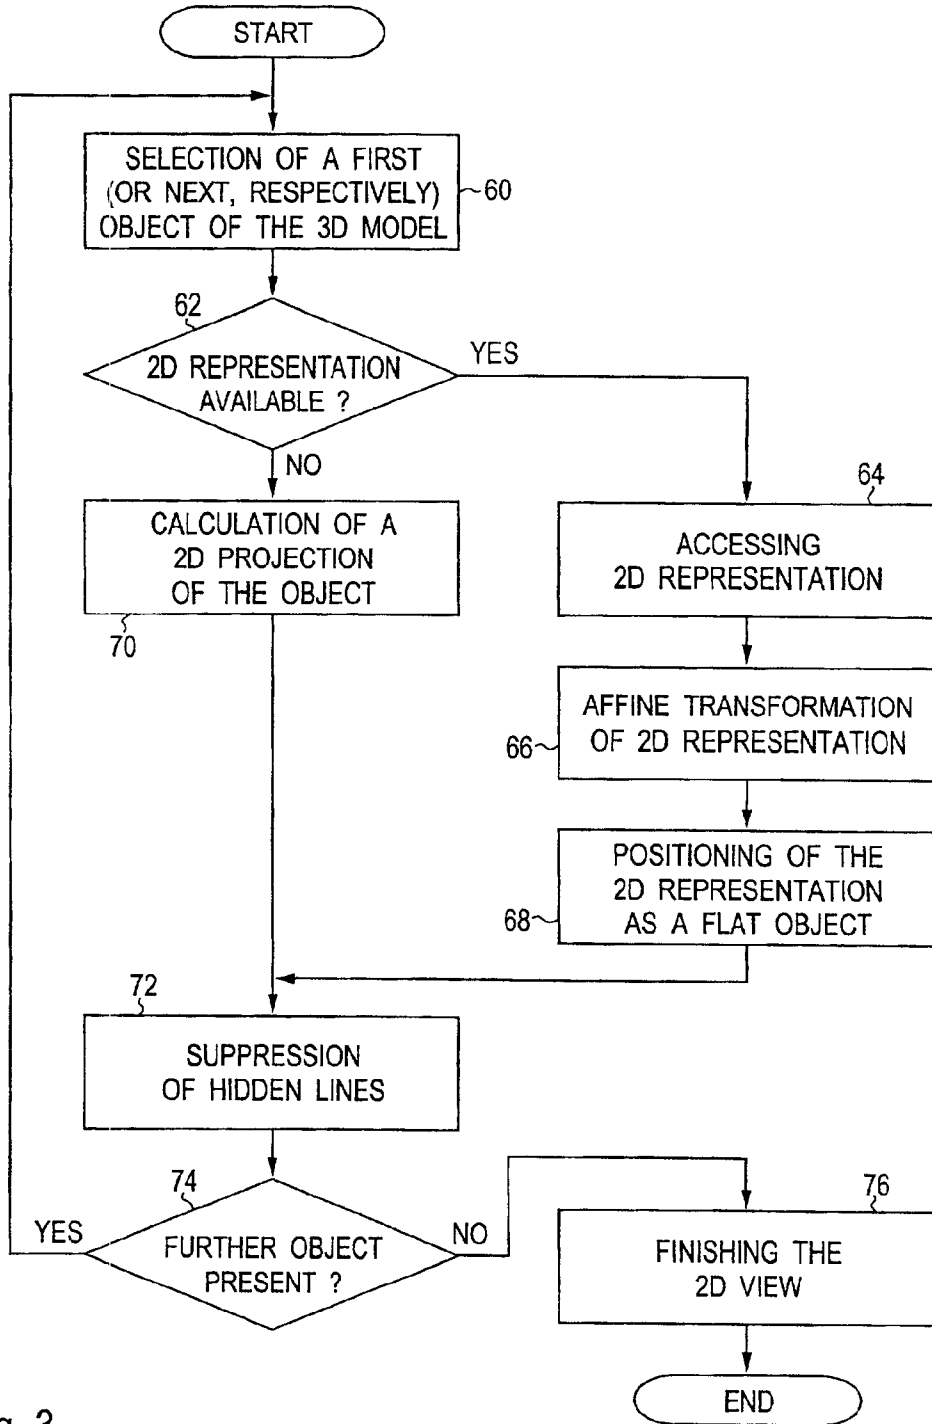 START
SELECTION OF A FIRST
(OR NEXT, RESPECTIVELY)
OBJECT OF THE 3D MODEL
60
62
2D REPRESENTATION
AVAILABLE ?
YES
NO
CALCULATION OF A
2D PROJECTION
OF THE OBJECT
70
64
ACCESSING
2D REPRESENTATION
AFFINE TRANSFORMATION
OF 2D REPRESENTATION
66
POSITIONING OF THE
2D REPRESENTATION
AS A FLAT OBJECT
68
72
SUPPRESSION
OF HIDDEN LINES
74
YES
FURTHER OBJECT
PRESENT ?
NO
76
FINISHING THE
2D VIEW
END